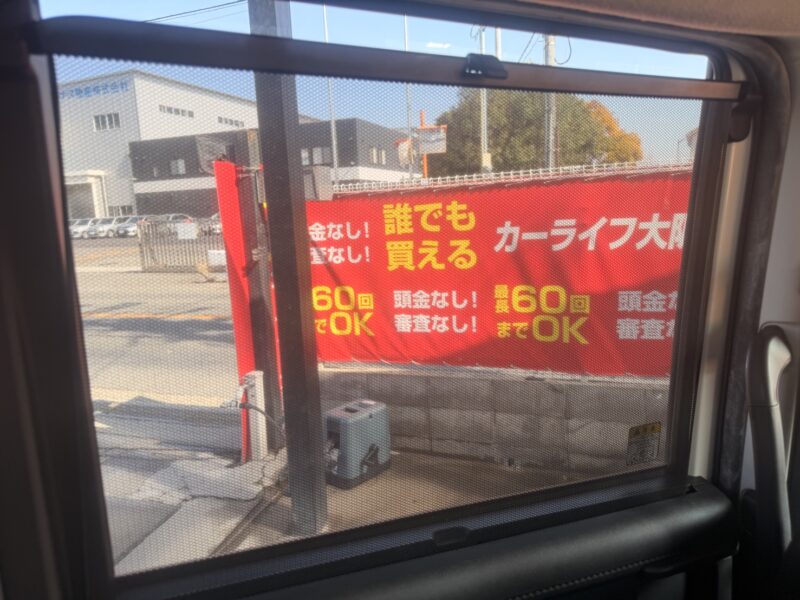 金なし!
査なし!
誰でも
買える
カーライフ大阪
60回
でOK
頭金なし!
審査なし!
最長60回
までOK
頭金な
審査な